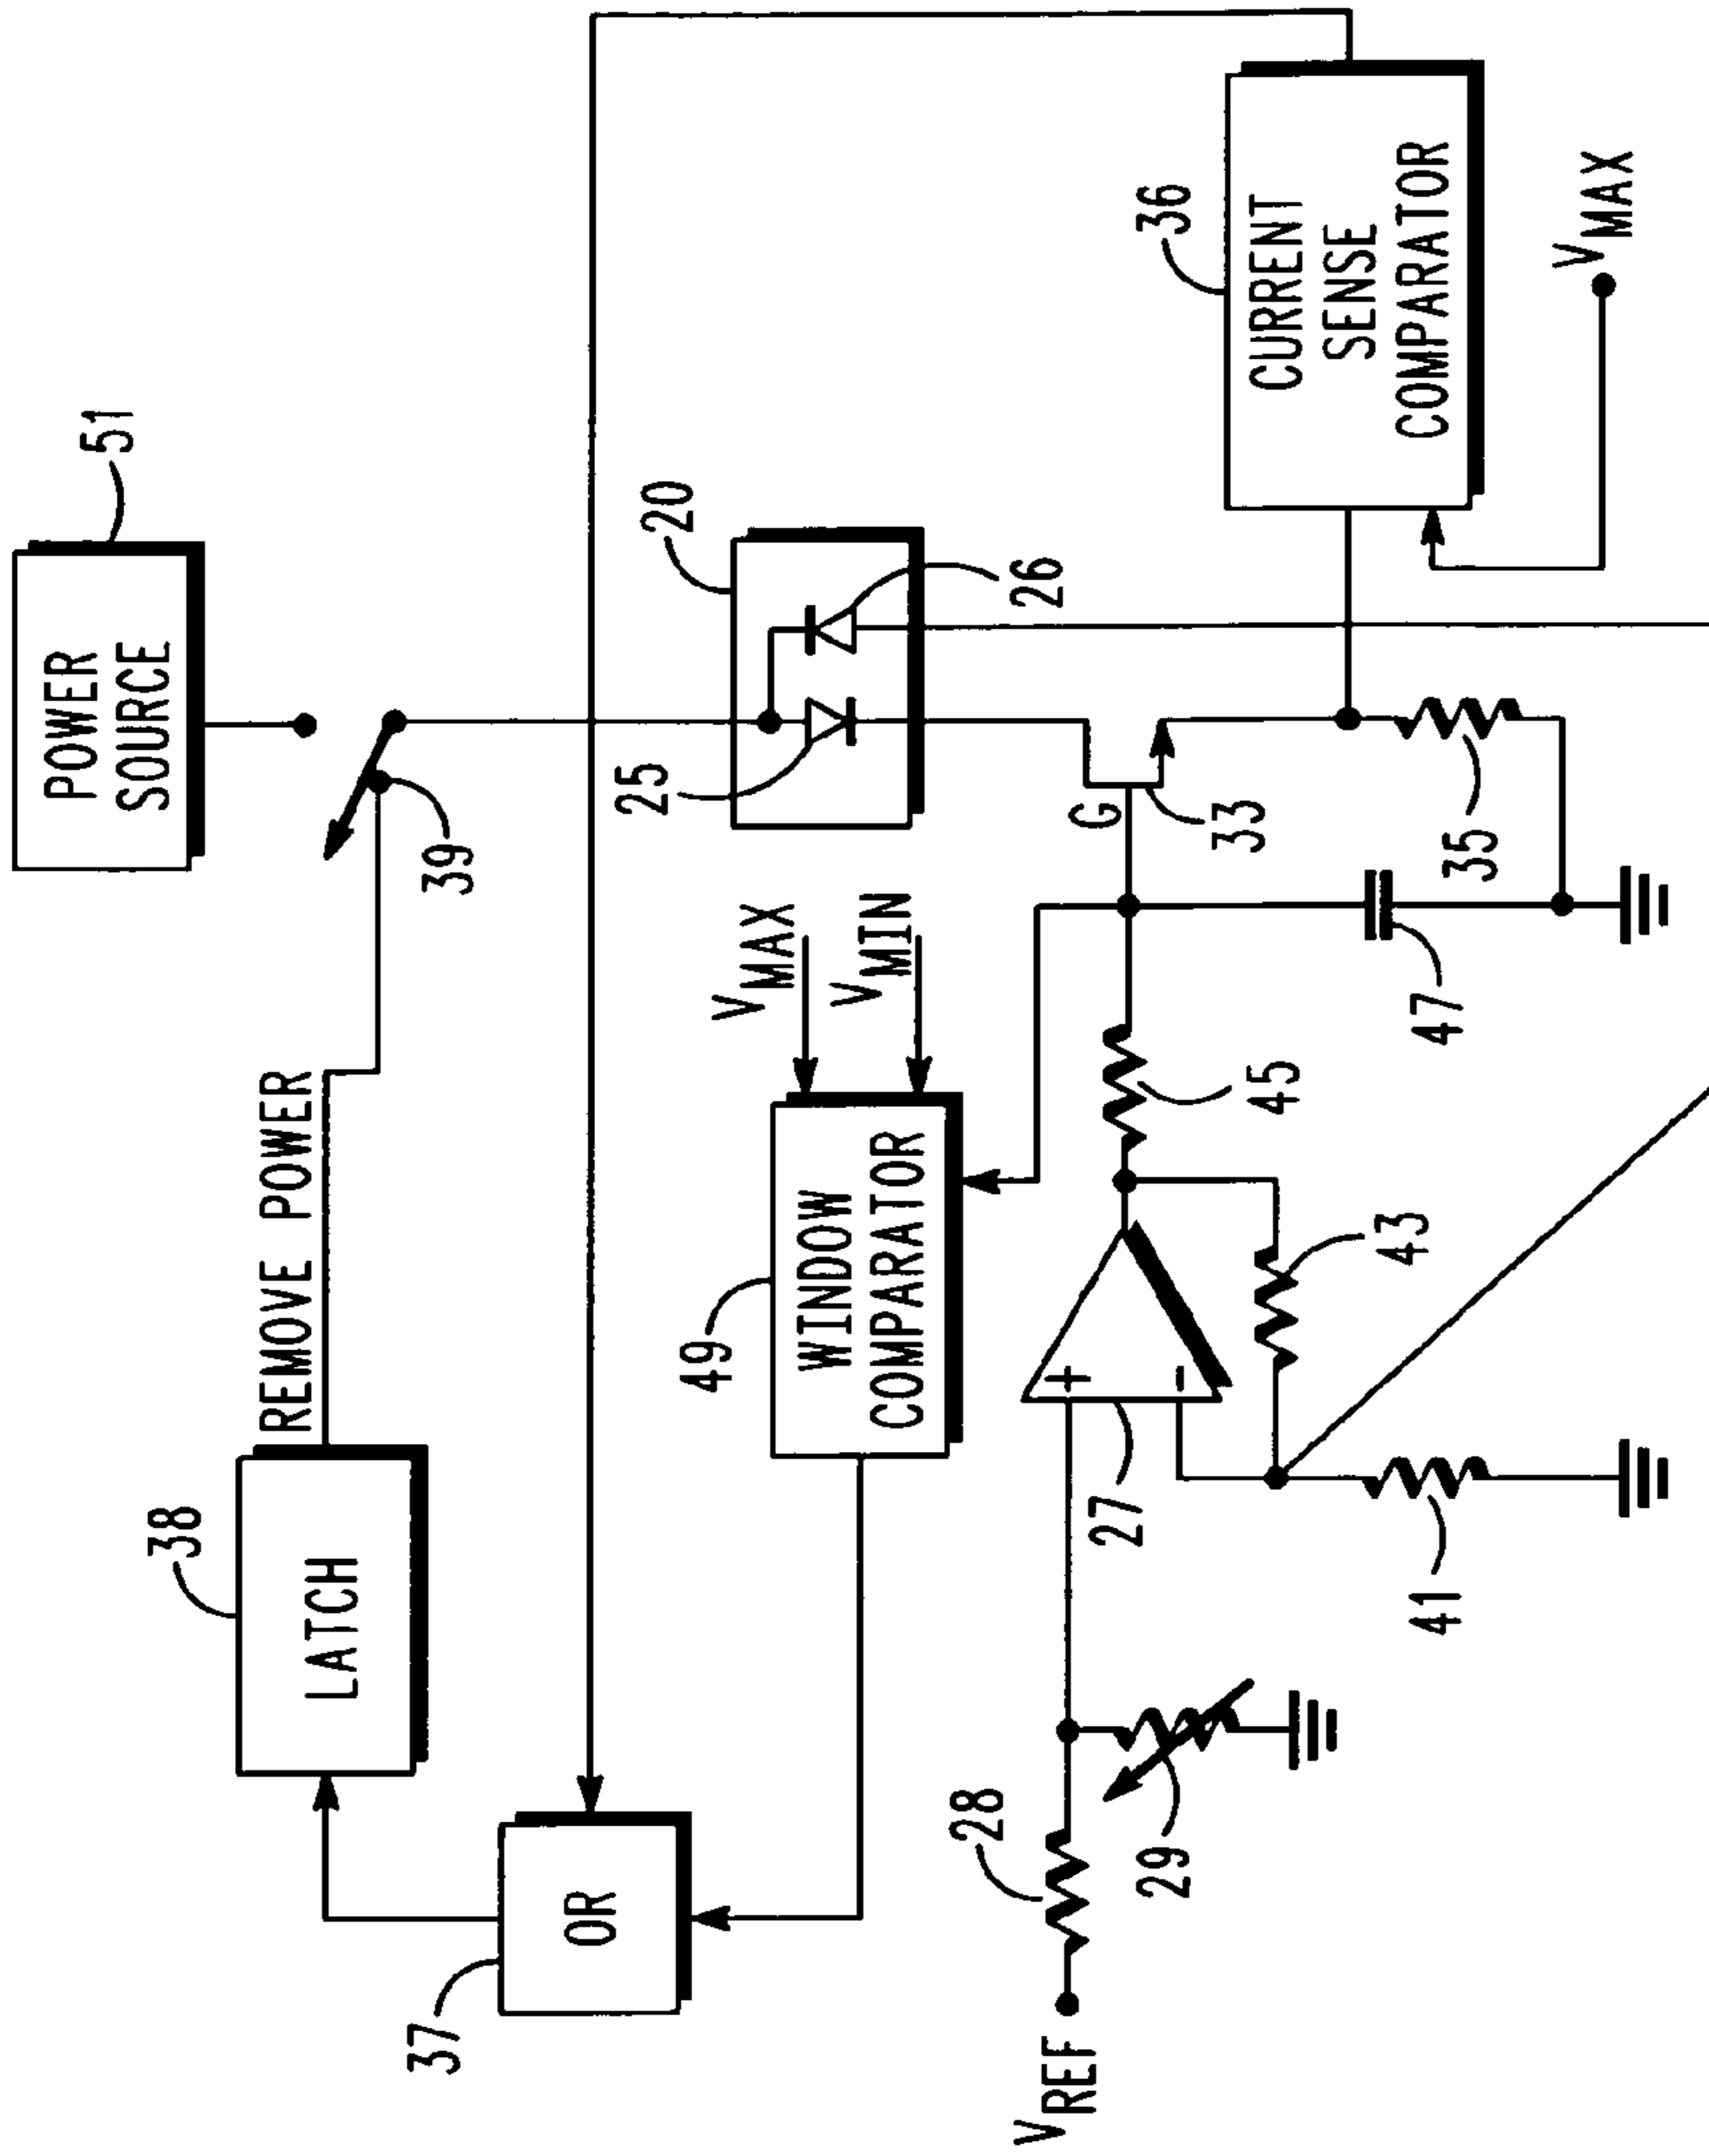 POWER
SOURCE
51
REMOVE POWER
39
38
LATCH
37
OR
20
25
26
VMAX
VMIN
49
WINDOW
COMPARATOR
36
CURRENT
SENSE
COMPARATOR
VMAX
G
33
35
47
45
43
+
-
27
41
28
29
VREF